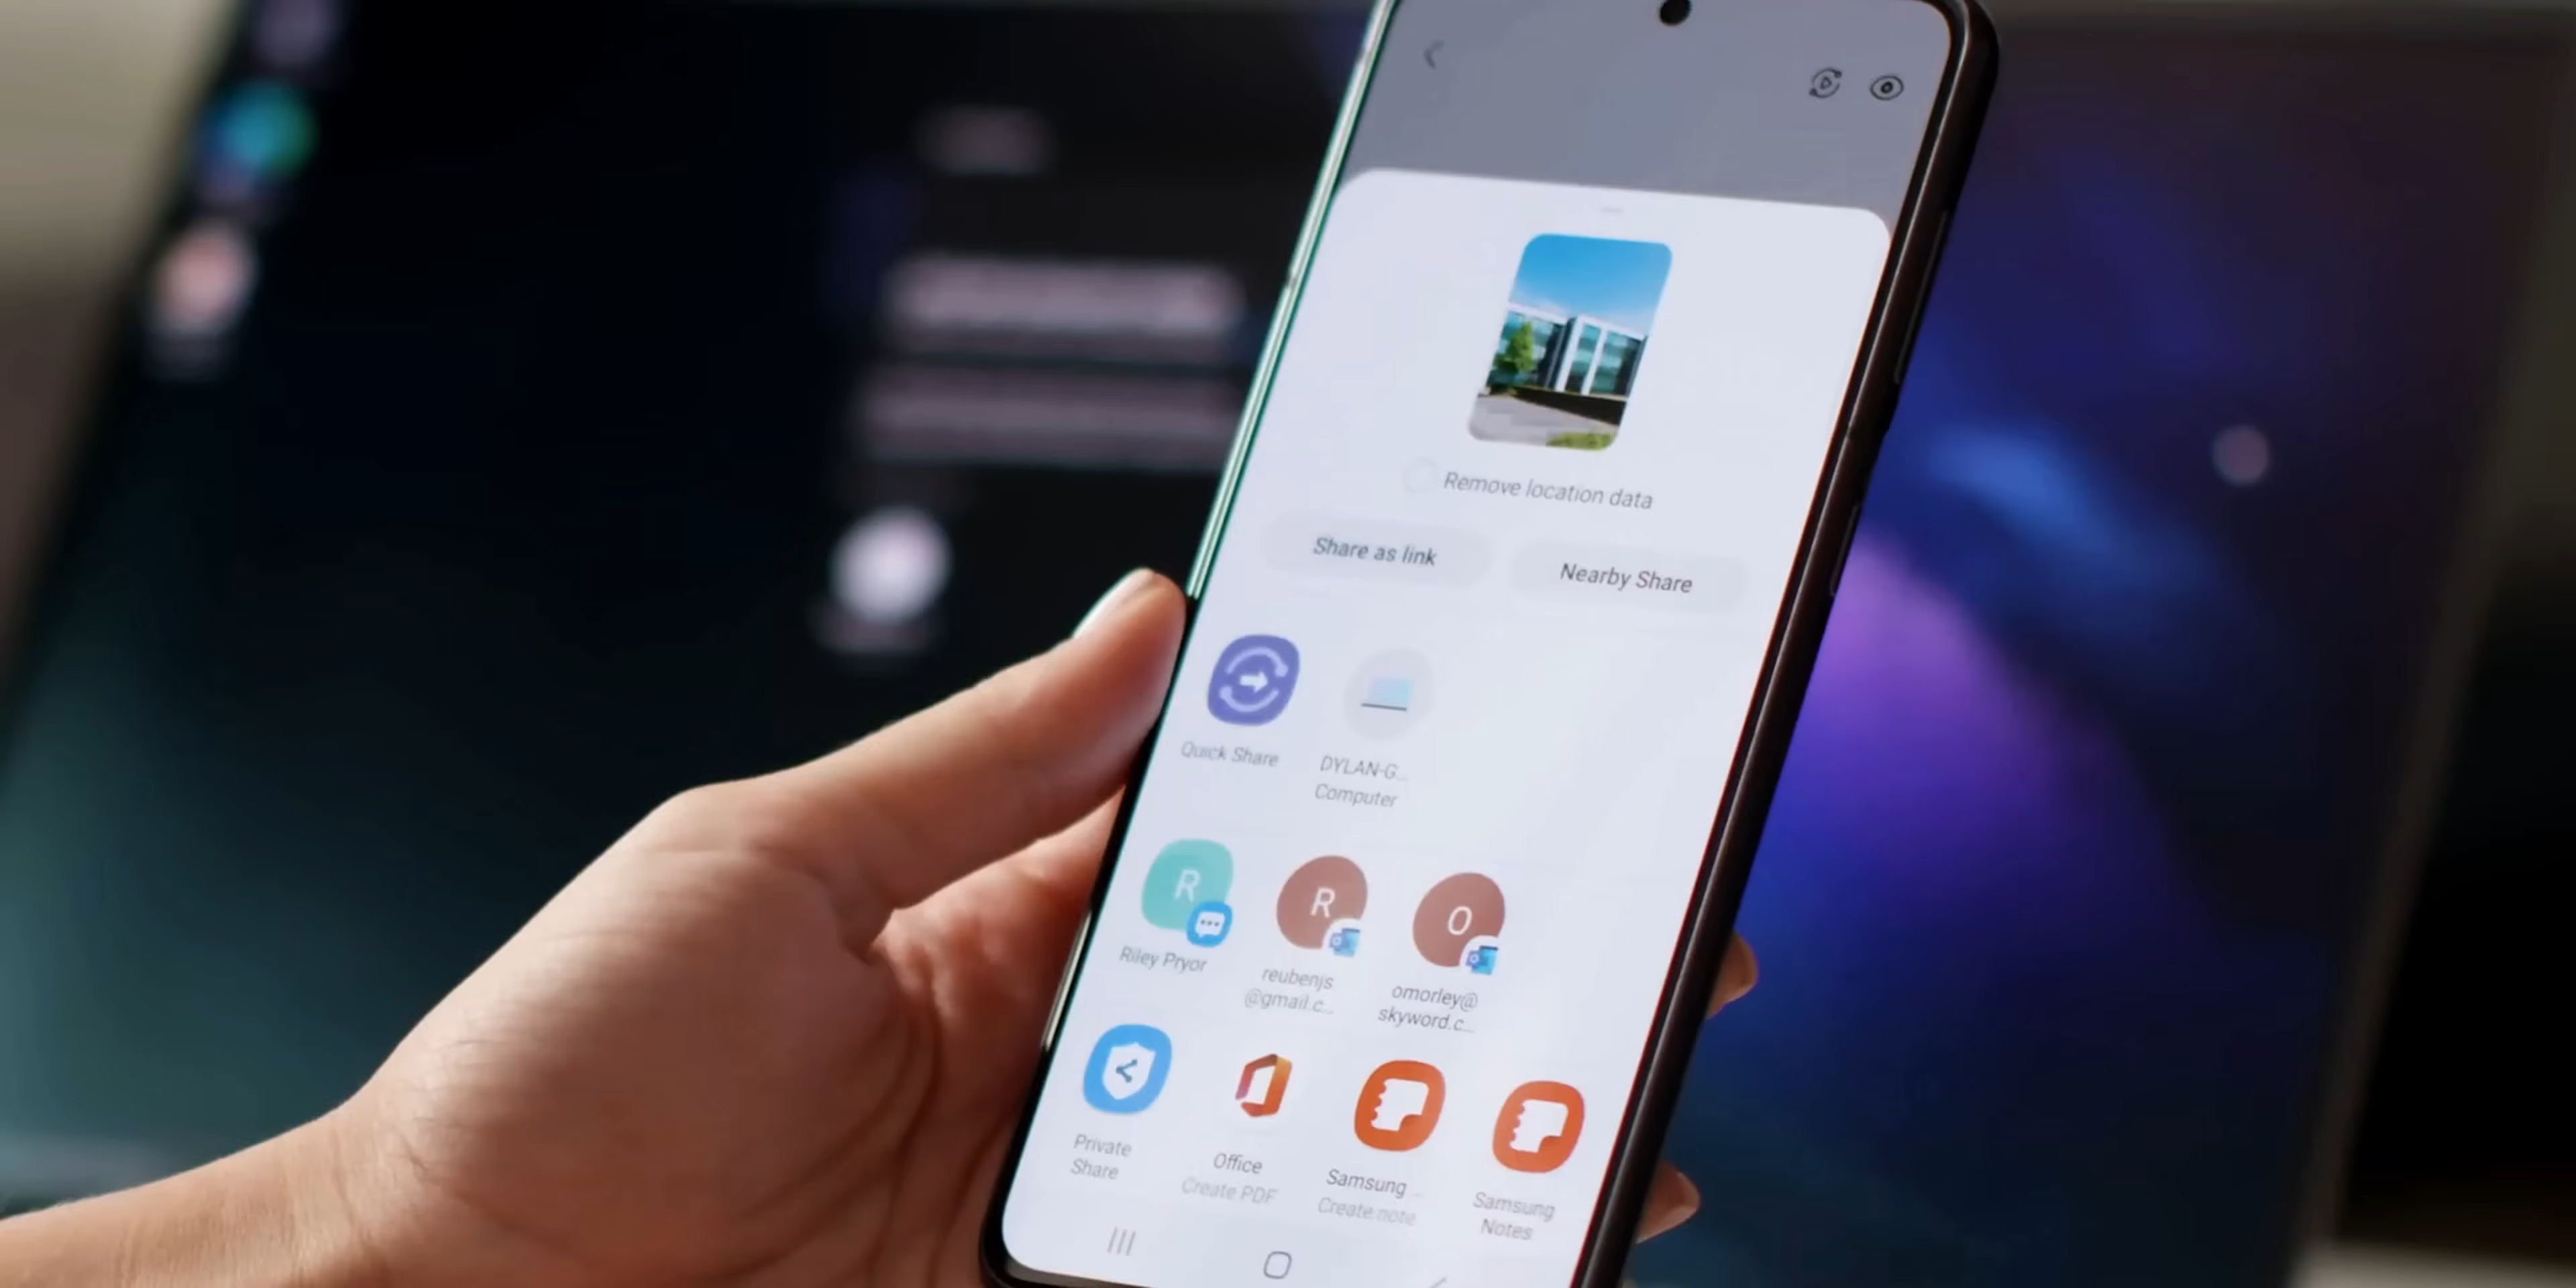 Remove location data
Share as link
Nearby Share
Quick Share
DYLAN-G...
Computer
R
R
O
Riley Pryor
reubenjs
@gmail.c...
omorley@
skyword.c...
Private
Share
Office
Create PDF
Samsung ...
Create note
Samsung
Notes